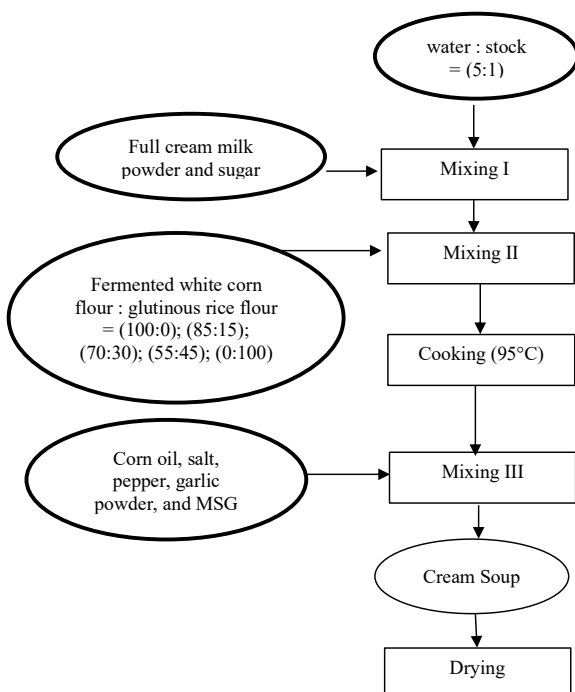 water : stock
= (5:1)
Full cream milk
powder and sugar
Mixing I
Mixing II
Fermented white corn
flour : glutinous rice flour
= (100:0); (85:15);
(70:30); (55:45); (0:100)
Cooking (95°C)
Corn oil, salt,
pepper, garlic
powder, and MSG
Mixing III
Cream Soup
Drying